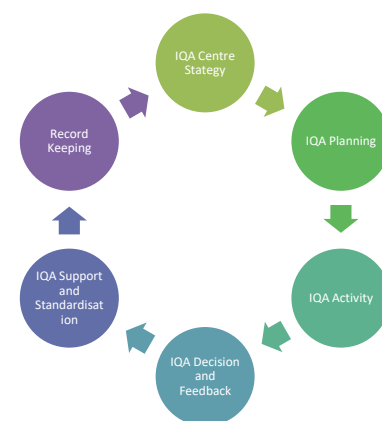 IQA Centre
Stategy
IQA Planning
IQA Activity
IQA Decision
and
Feedback
IQA Support
and
Standardisat
ion
Record
Keeping